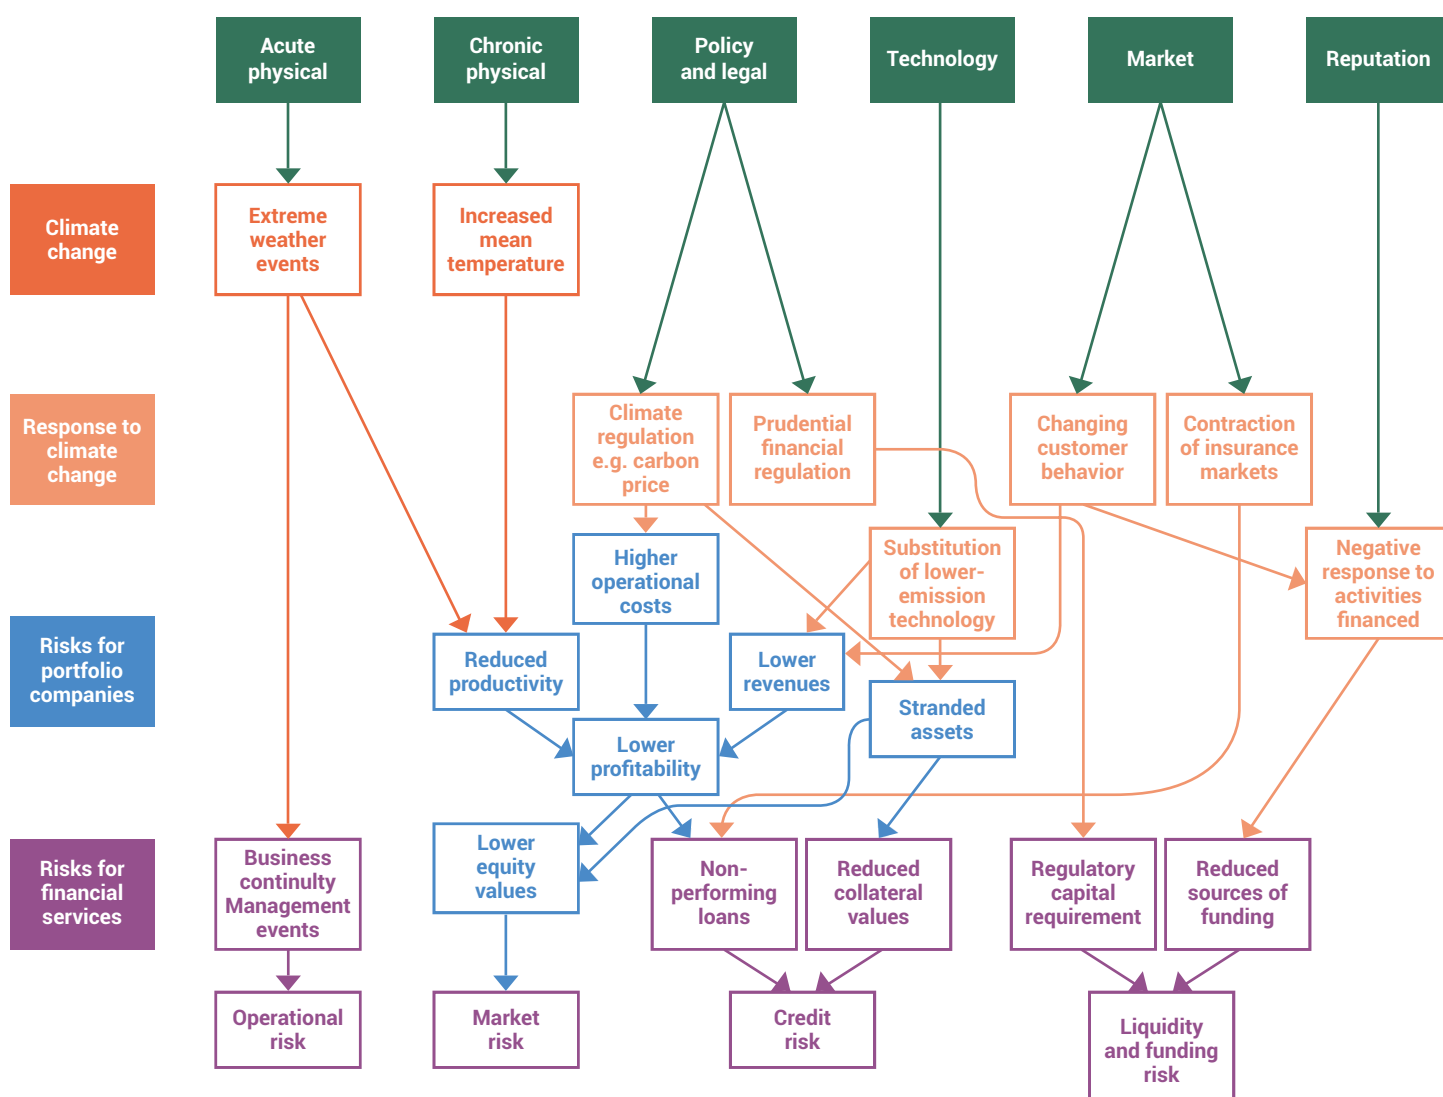 Acute
physical
Chronic
physical
Policy
and legal
Technology
Market
Reputation
Climate
change
Extreme
weather
events
Increased
mean
temperature
Response to
climate
change
Climate
regulation
e.g. carbon
price
Prudential
financial
regulation
Changing
customer
behavior
Contraction
of insurance
markets
Higher
operational
costs
Substitution
of lower-
emission
technology
Negative
response to
activities
financed
Risks for
portfolio
companies
Reduced
productivity
Lower
revenues
Stranded
assets
Lower
profitability
Risks for
financial
services
Business
continulty
Management
events
Lower
equity
values
Non-
performing
loans
Reduced
collateral
values
Regulatory
capital
requirement
Reduced
sources of
funding
Operational
risk
Market
risk
Credit
risk
Liquidity
and funding
risk